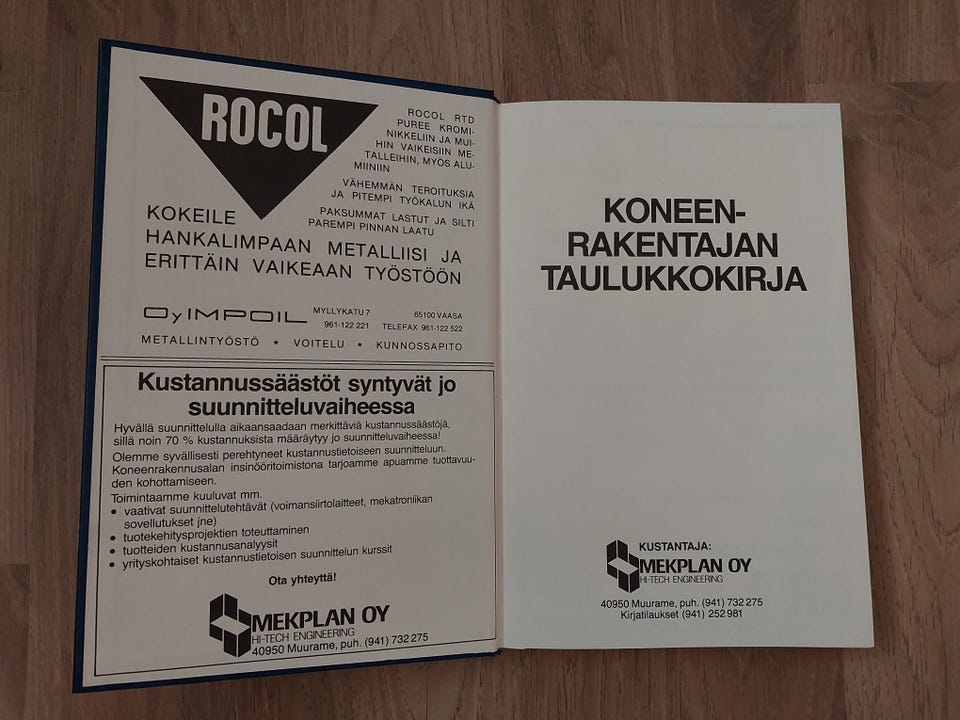 ROCOL
ROCOL RTD
PUREE KROMI-
NIKKELIIN JA MUI-
HIN VAIKEISIIN ME-
TALLEIHIN, MYÖS ALU-
MIINIIN
VÄHEMMÄN TEROITUKSIA
JA PITEMPI TYÖKALUN IKÄ
PAKSUMMAT LASTUT JA SILTI
PAREMPI PINNAN LAATU
KOKEILE
HANKALIMPAAN METALLIISI JA
ERITTÄIN VAIKEAAN TYÖSTÖÖN
Oy IMPOIL
MYLLYKATU 7 65100 VAASA
961-122 221 TELEFAX 961-122 522
METALLINTYÖSTÖ * VOITELU * KUNNOSSAPITO
Kustannussäästöt syntyvät jo
suunnitteluvaiheessa
Hyvällä suunnittelulla aikaansaadaan merkittäviä kustannussäästöjä,
sillä noin 70 % kustannuksista määräytyy jo suunnitteluvaiheessa!
Olemme syvällisesti perehtyneet kustannustietoiseen suunnitteluun.
Koneenrakennusalan insinööritoimistona tarjoamme apuamme tuottavuu-
den kohottamiseen.
Toimintaamme kuuluvat mm.
• vaativat suunnittelutehtävät (voimansiirtolaitteet, mekatroniikan
sovellutukset jne)
• tuotekehitysprojektien toteuttaminen
• tuotteiden kustannusanalyysit
• yrityskohtaiset kustannustietoisen suunnittelun kurssit
Ota yhteyttä!
MEKPLAN OY
HI-TECH ENGINEERING
40950 Muurame, puh. (941) 732 275
KONEEN-
RAKENTAJAN
TAULUKKOKIRJA
KUSTANTAJA:
MEKPLAN OY
HI-TECH ENGINEERING
40950 Muurame, puh. (941) 732 275
Kirjatilaukset (941) 252 981